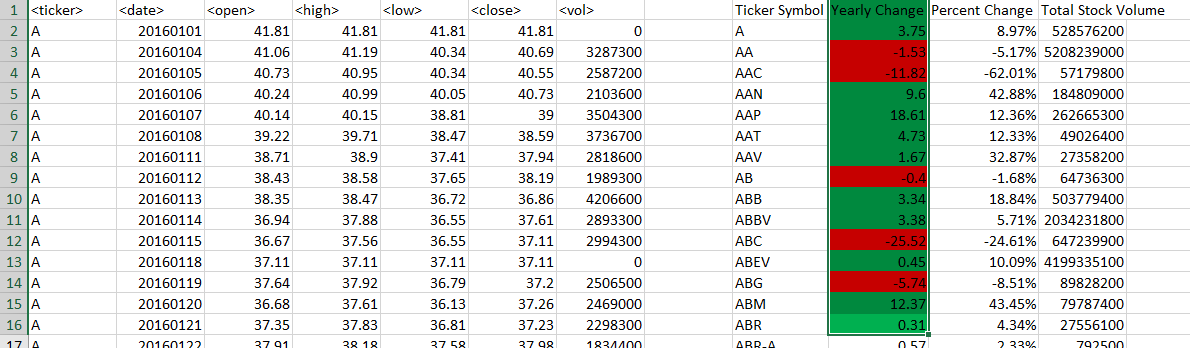 1 <ticker> <date> <open> <high> <low> <close> <vol> Ticker Symbol Yearly Change Percent Change Total Stock Volume
2 A 20160101 41.81 41.81 41.81 41.81 0 A 3.75 8.97% 528576200
3 A 20160104 41.06 41.19 40.34 40.69 3287300 AA -1.53 -5.17% 5208239000
4 A 20160105 40.73 40.95 40.34 40.55 2587200 AAC -11.82 -62.01% 57179800
5 A 20160106 40.24 40.99 40.05 40.73 2103600 AAN 9.6 42.88% 184809000
6 A 20160107 40.14 40.15 38.81 39 3504300 AAP 18.61 12.36% 262665300
7 A 20160108 39.22 39.71 38.47 38.59 3736700 AAT 4.73 12.33% 49026400
8 A 20160111 38.71 38.9 37.41 37.94 2818600 AAV 1.67 32.87% 27358200
9 A 20160112 38.43 38.58 37.65 38.19 1989300 AB -0.4 -1.68% 64736300
10 A 20160113 38.35 38.47 36.72 36.86 4206600 ABB 3.34 18.84% 503779400
11 A 20160114 36.94 37.88 36.55 37.61 2893300 ABBV 3.38 5.71% 2034231800
12 A 20160115 36.67 37.56 36.55 37.11 2994300 ABC -25.52 -24.61% 647239900
13 A 20160118 37.11 37.11 37.11 37.11 0 ABEV 0.45 10.09% 4199335100
14 A 20160119 37.64 37.92 36.79 37.2 2506500 ABG -5.74 -8.51% 89828200
15 A 20160120 36.68 37.61 36.13 37.26 2469000 ABM 12.37 43.45% 79787400
16 A 20160121 37.35 37.83 36.81 37.23 2298300 ABR 0.31 4.34% 27556100
17 A 20160122 37.91 38.18 37.58 37.98 1834400 ABR-A 0.57 2.33% 792500